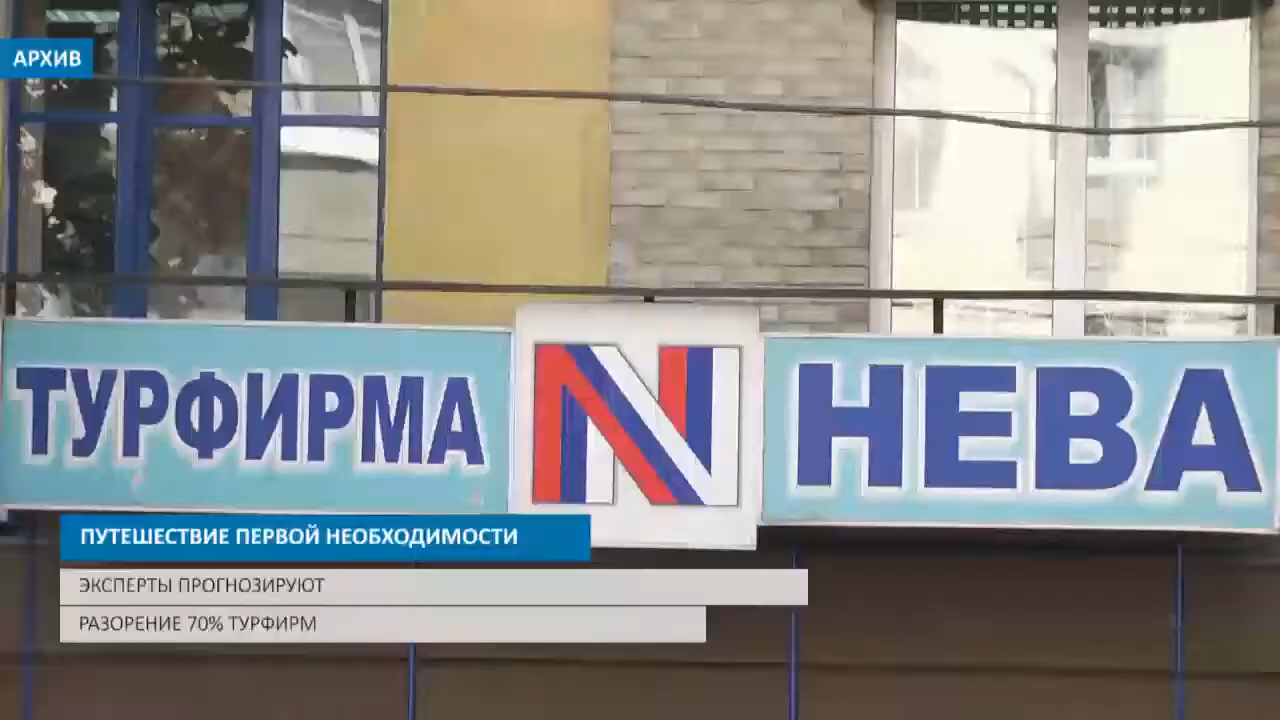 АРХИВ
ТУРФИРМА N НЕВА
ПУТЕШЕСТВИЕ ПЕРВОЙ НЕОБХОДИМОСТИ
ЭКСПЕРТЫ ПРОГНОЗИРУЮТ
РАЗОРЕНИЕ 70% ТУРФИРМ